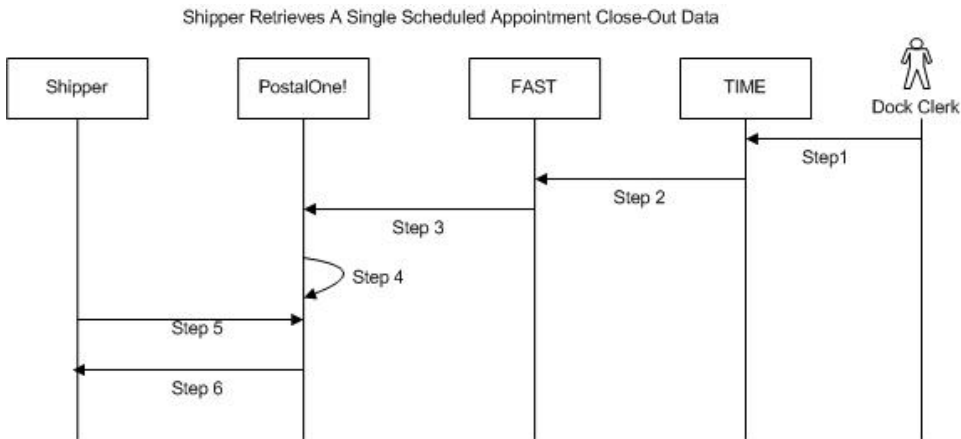 Shipper Retrieves A Single Scheduled Appointment Close-Out Data
Shipper
PostalOne!
FAST
TIME
Dock Clerk
Step1
Step 2
Step 3
Step 4
Step 5
Step 6